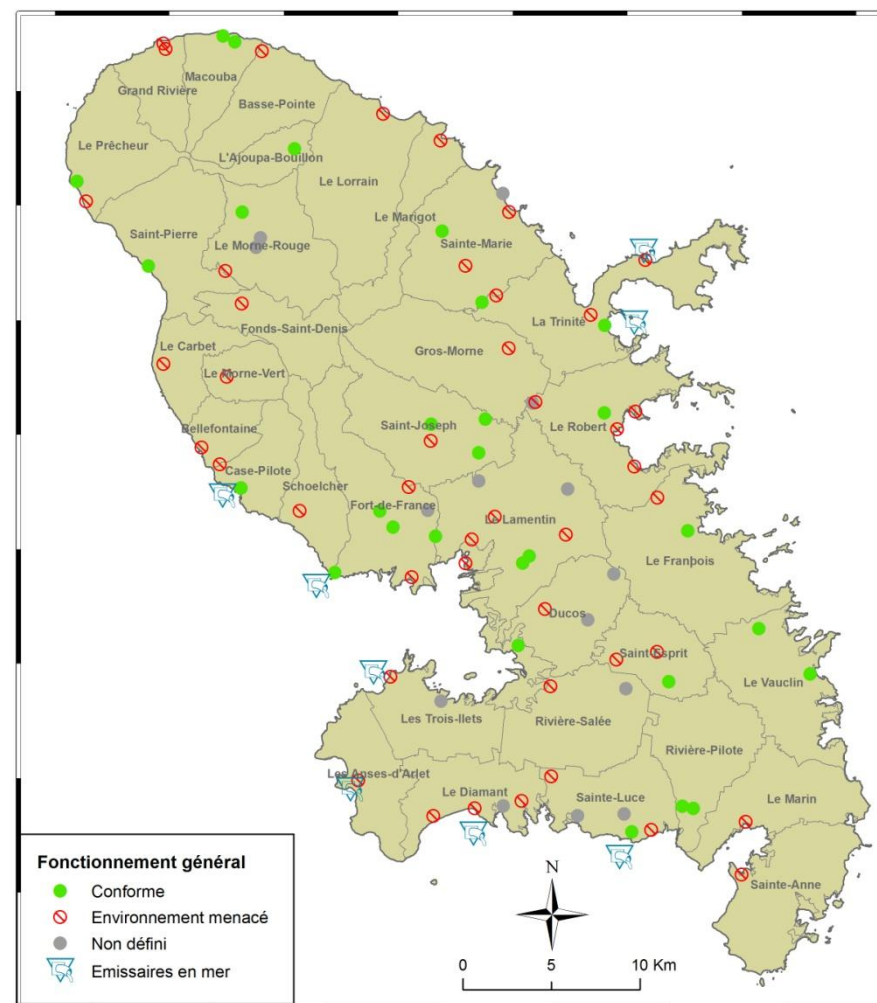 Macouba
Grand Rivière
Basse-Pointe
Le Prêcheur
L'Ajoupa-Bouillon
Le Lorrain
Le Marigot
Saint-Pierre
Le Morne-Rouge
Sainte-Marie
La Trinité
Fonds-Saint-Denis
Le Carbet
Gros-Morne
Le Morne-Vert
Saint-Joseph
Le Robert
Bellefontaine
Case-Pilote
Schoelcher
Fort-de-France
Le Lamentin
Le Franþois
Ducos
Saint-Esprit
Le Vauclin
Les Trois-Ilets
Rivière-Salée
Rivière-Pilote
Les Anses-d'Arlet
Le Diamant
Sainte-Luce
Le Marin
Sainte-Anne
Fonctionnement général
Conforme
Environnement menacé
Non défini
Emissaires en mer
N
0 5 10 Km